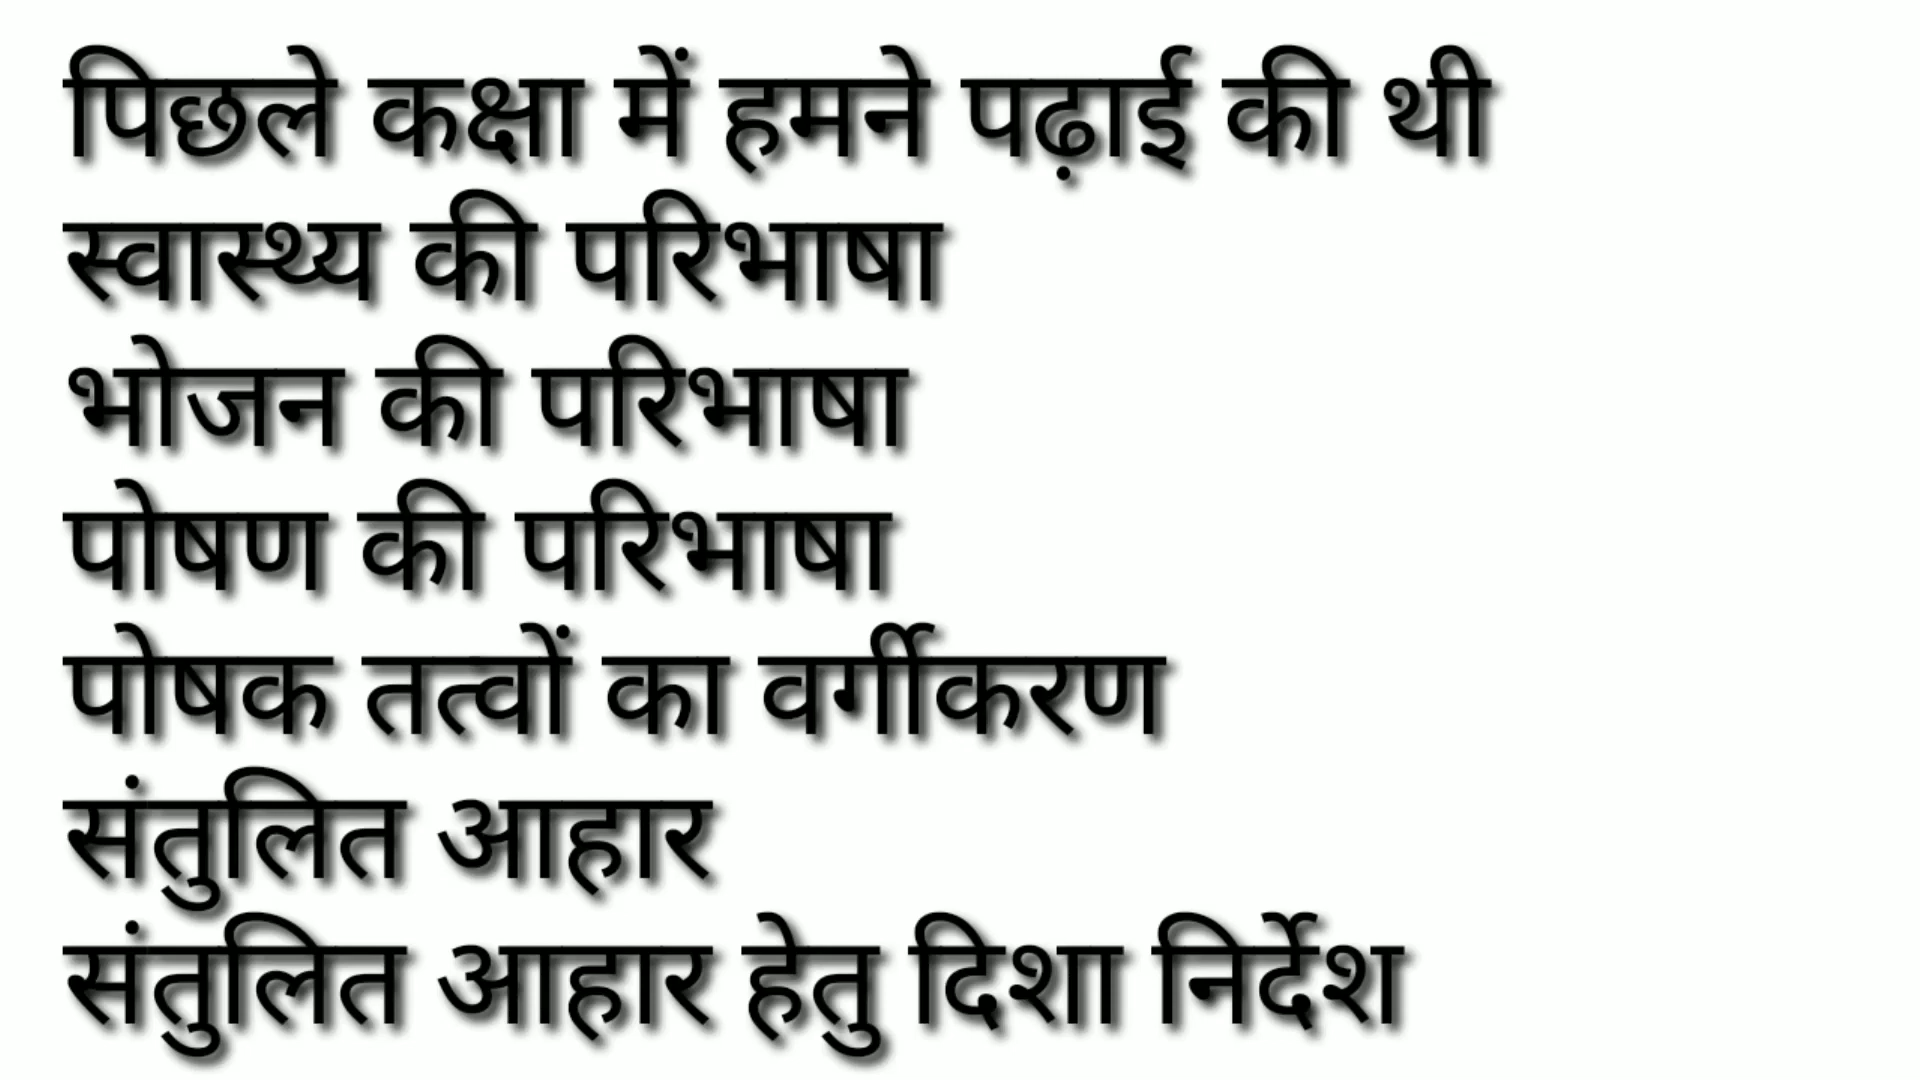 पिछले कक्षा में हमने पढ़ाई की थी
स्वास्थ्य की परिभाषा
भोजन की परिभाषा
पोषण की परिभाषा
पोषक तत्वों का वर्गीकरण
संतुलित आहार
संतुलित आहार हेतु दिशा निर्देश